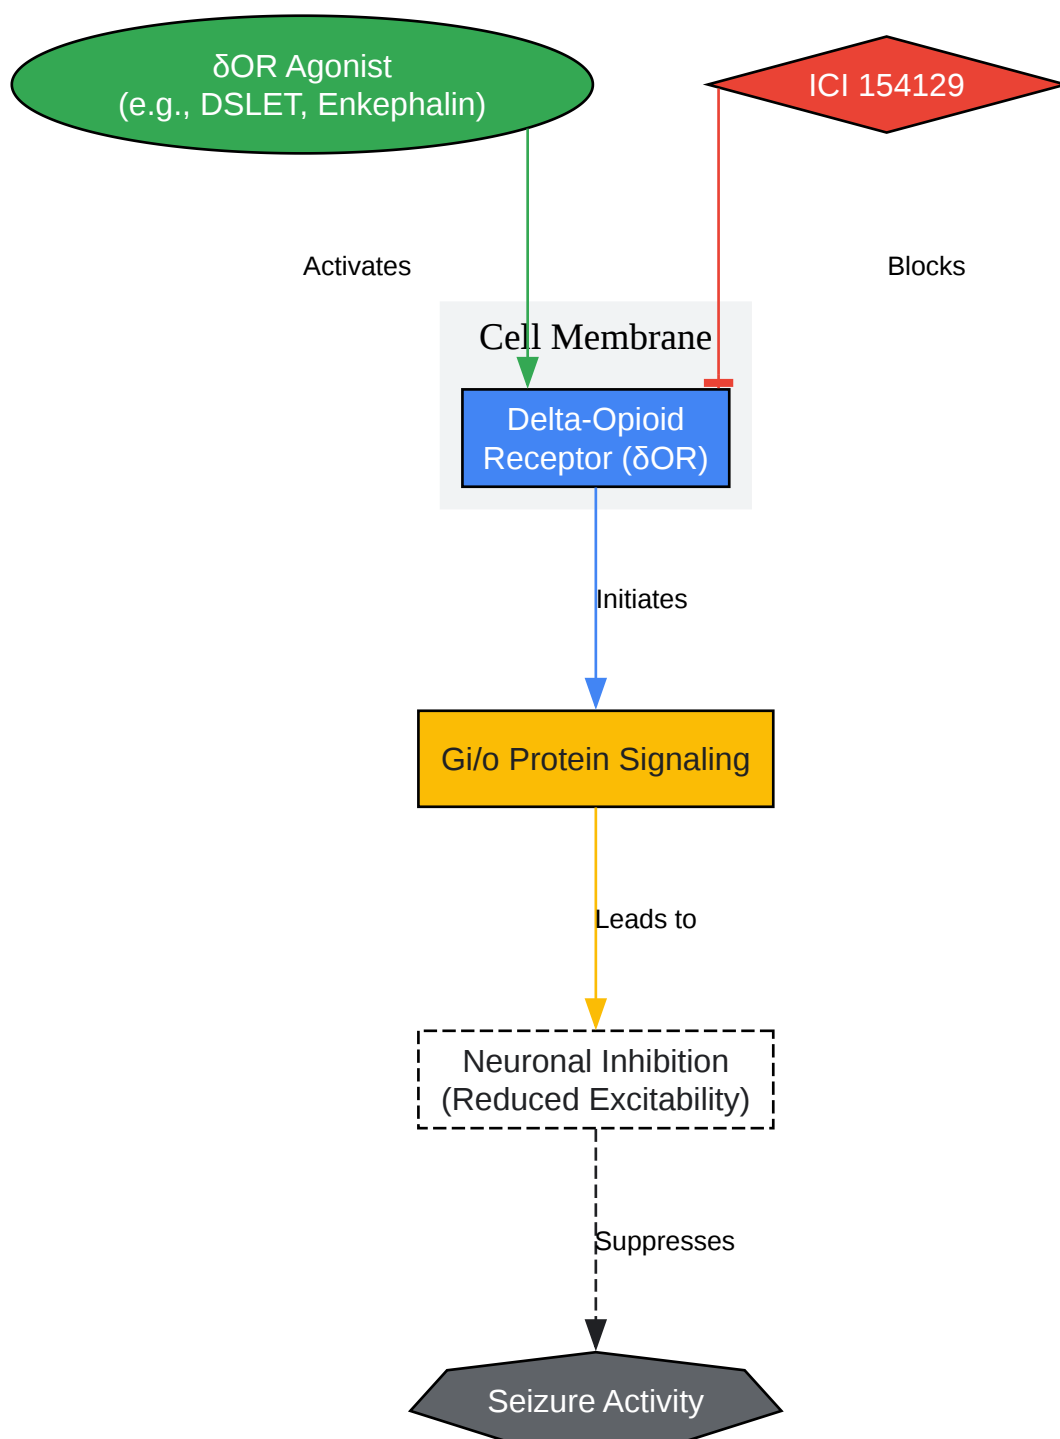 δOR Agonist
(e.g., DSLET, Enkephalin)
ICI 154129
Activates
Blocks
Cell Membrane
Delta-Opioid
Receptor (δOR)
Initiates
Gi/o Protein Signaling
Leads to
Neuronal Inhibition
(Reduced Excitability)
Suppresses
Seizure Activity